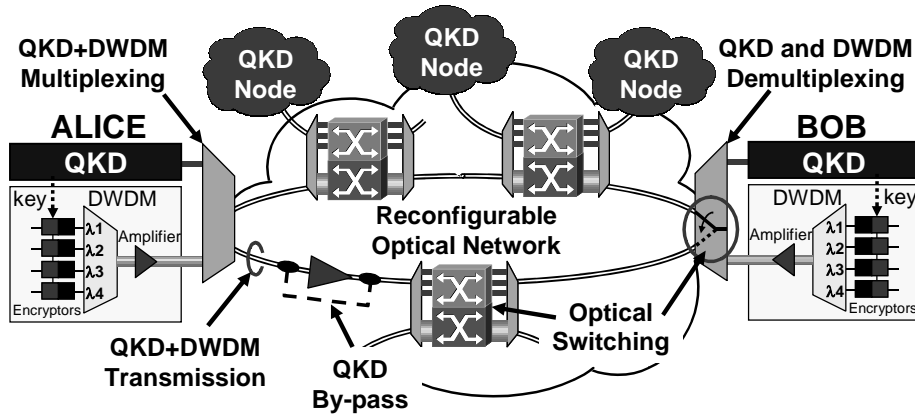 QKD+DWDM
Multiplexing
QKD
Node
QKD
Node
QKD
Node
QKD and DWDM
Demultiplexing
ALICE
QKD
BOB
QKD
key
DWDM
λ1
λ2
λ3
λ4
Amplifier
Encryptors
Reconfigurable
Optical Network
DWDM
key
λ1
λ2
λ3
λ4
Amplifier
Encryptors
QKD+DWDM
Transmission
QKD
By-pass
Optical
Switching